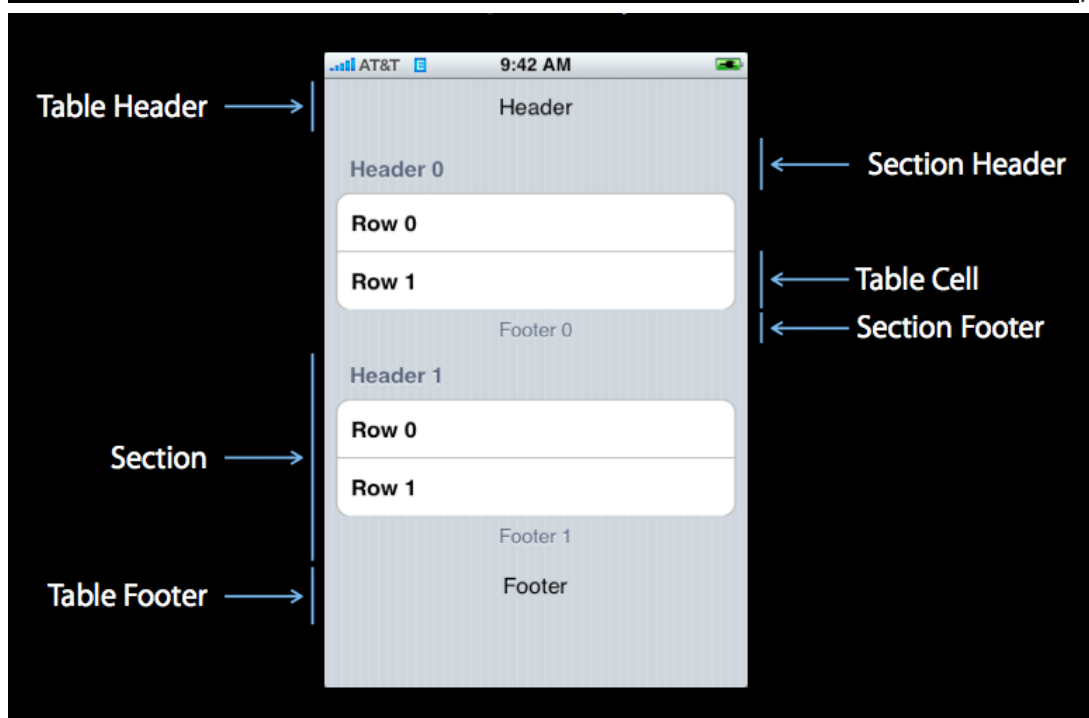 AT&T E 9:42 AM
Table Header
Header
Header 0
Section Header
Row 0
Row 1
Table Cell
Footer 0
Section Footer
Header 1
Row 0
Section
Row 1
Footer 1
Table Footer
Footer